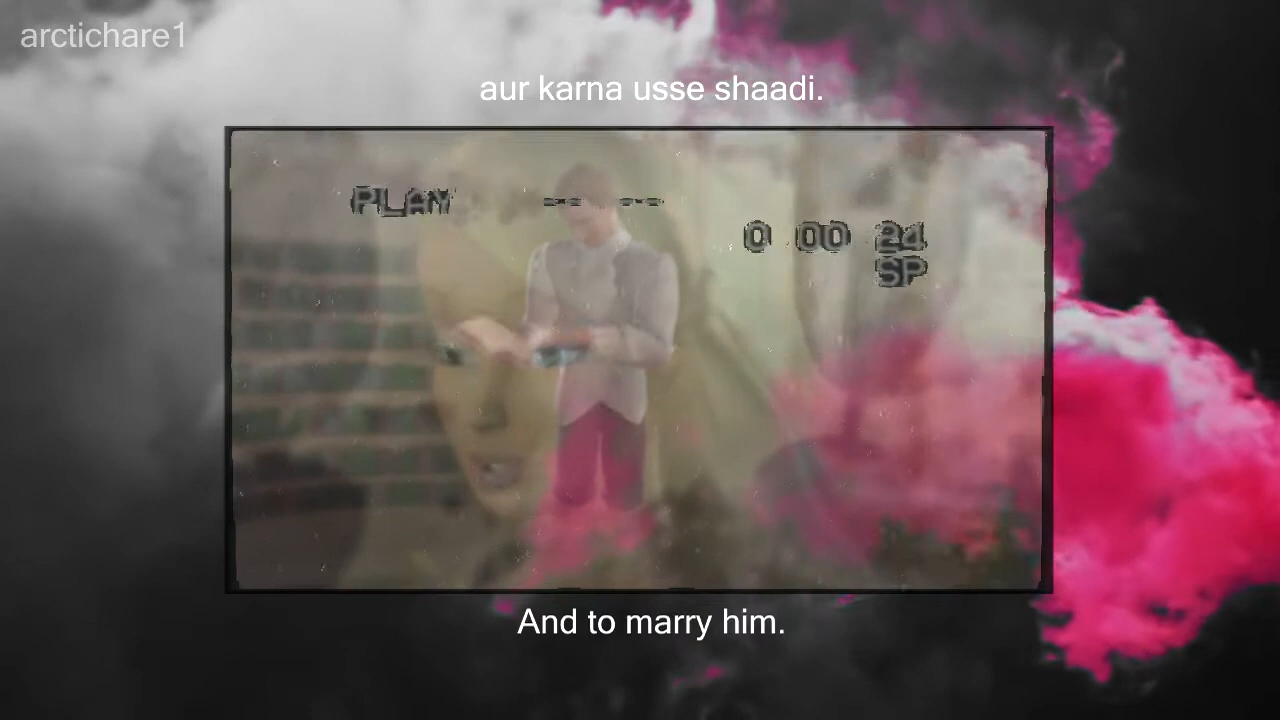 arctichare1
aur karna usse shaadi.
PLAY --:-- --:--
0 00 24
SP
And to marry him.